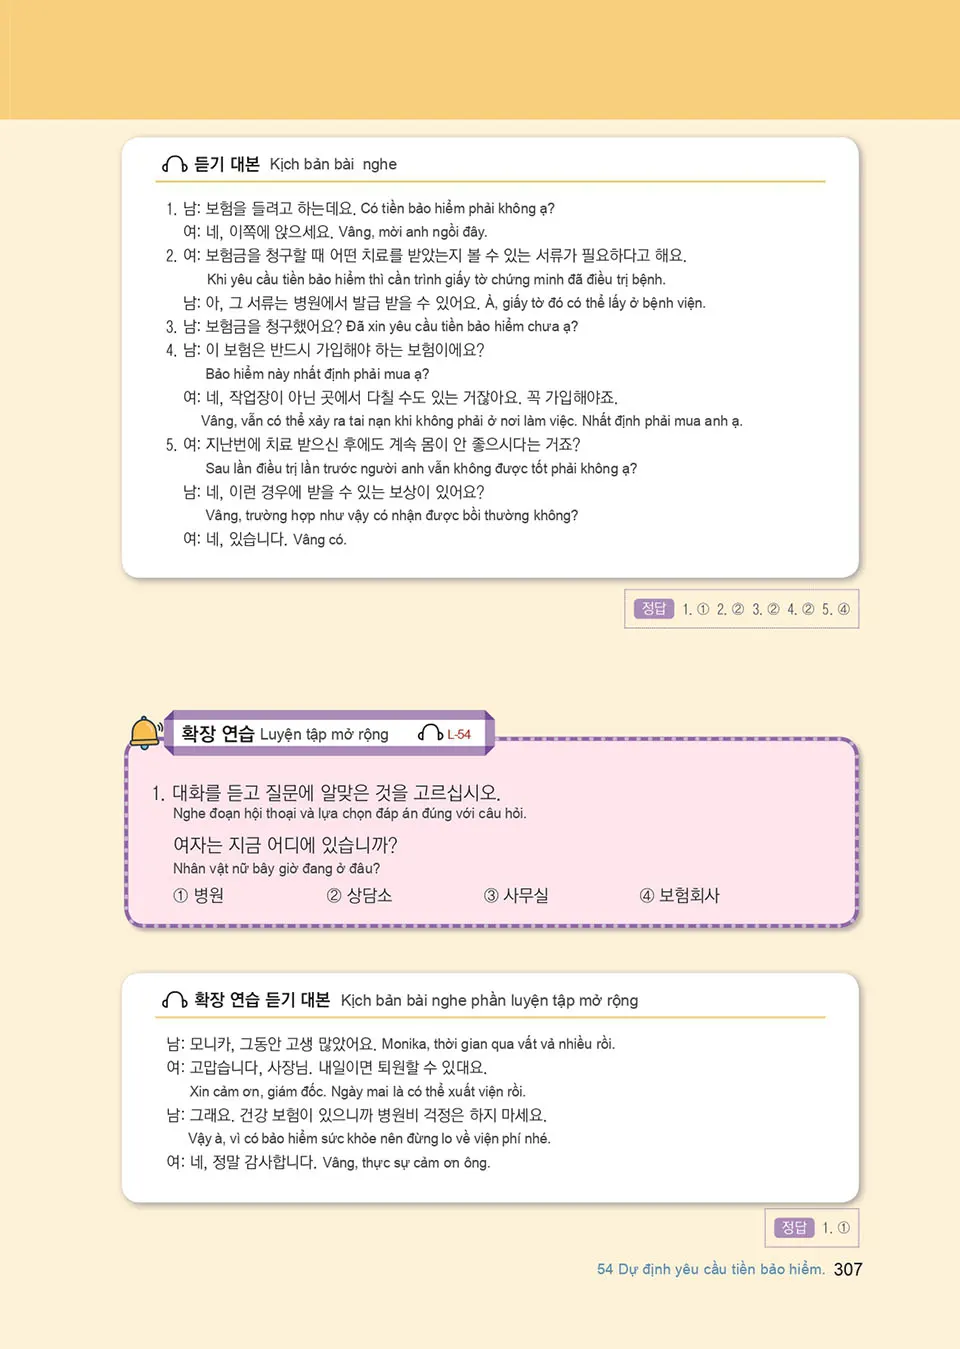 듣기 대본 Kịch bản bài nghe
1. 남: 보험을 들려고 하는데요. Có tiền bảo hiểm phải không ạ?
여: 네, 이쪽에 앉으세요. Vâng, mời anh ngồi đây.
2. 여: 보험금을 청구할 때 어떤 치료를 받았는지 볼 수 있는 서류가 필요하다고 해요.
Khi yêu cầu tiền bảo hiểm thì cần trình giấy tờ chứng minh đã điều trị bệnh.
남: 아, 그 서류는 병원에서 발급 받을 수 있어요. À, giấy tờ đó có thể lấy ở bệnh viện.
3. 남: 보험금을 청구했어요? Đã xin yêu cầu tiền bảo hiểm chưa ạ?
4. 남: 이 보험은 반드시 가입해야 하는 보험이에요?
Bảo hiểm này nhất định phải mua ạ?
여: 네, 작업장이 아닌 곳에서 다칠 수도 있는 거잖아요. 꼭 가입해야죠.
Vâng, vẫn có thể xảy ra tai nạn khi không phải ở nơi làm việc. Nhất định phải mua anh ạ.
5. 여: 지난번에 치료 받으신 후에도 계속 몸이 안 좋으시다는 거죠?
Sau lần điều trị lần trước người anh vẫn không được tốt phải không ạ?
남: 네, 이런 경우에 받을 수 있는 보상이 있어요?
Vâng, trường hợp như vậy có nhận được bồi thường không?
여: 네, 있습니다. Vâng có.
정답 1. ① 2. ② 3. ② 4. ② 5. ④
확장 연습 Luyện tập mở rộng L-54
1. 대화를 듣고 질문에 알맞은 것을 고르십시오.
Nghe đoạn hội thoại và lựa chọn đáp án đúng với câu hỏi.
여자는 지금 어디에 있습니까?
Nhân vật nữ bây giờ đang ở đâu?
① 병원 ② 상담소 ③ 사무실 ④ 보험회사
확장 연습 듣기 대본 Kịch bản bài nghe phần luyện tập mở rộng
남: 모니카, 그동안 고생 많았어요. Monika, thời gian qua vất vả nhiều rồi.
여: 고맙습니다, 사장님. 내일이면 퇴원할 수 있대요.
Xin cảm ơn, giám đốc. Ngày mai là có thể xuất viện rồi.
남: 그래요. 건강 보험이 있으니까 병원비 걱정은 하지 마세요.
Vậy à, vì có bảo hiểm sức khỏe nên đừng lo về viện phí nhé.
여: 네, 정말 감사합니다. Vâng, thực sự cảm ơn ông.
정답 1. ①
54 Dự định yêu cầu tiền bảo hiểm. 307